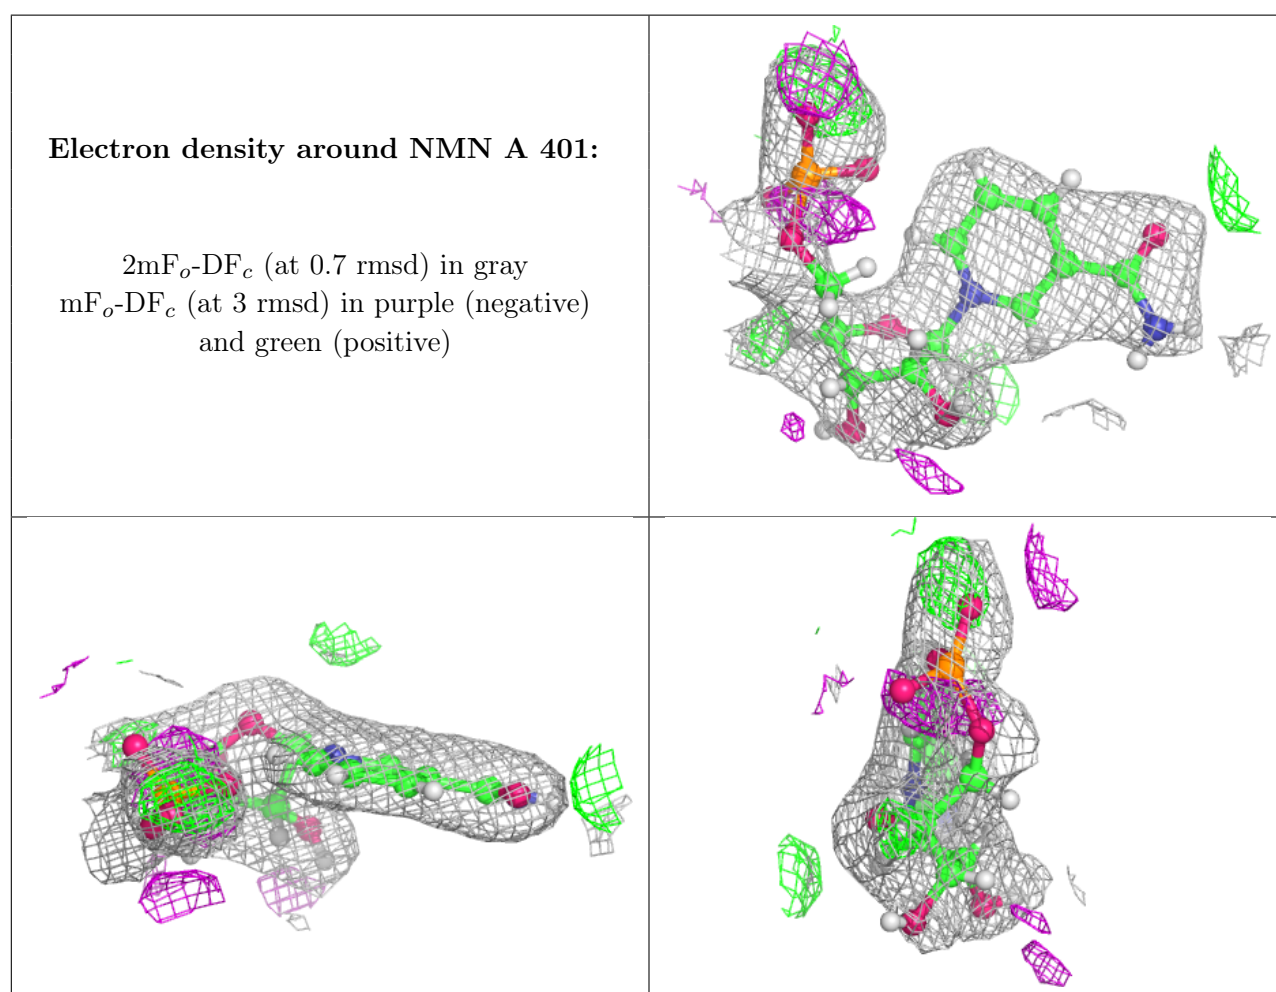 Electron density around NMN A 401:
2mFo-DFc (at 0.7 rmsd) in gray
mFo-DFc (at 3 rmsd) in purple (negative)
and green (positive)